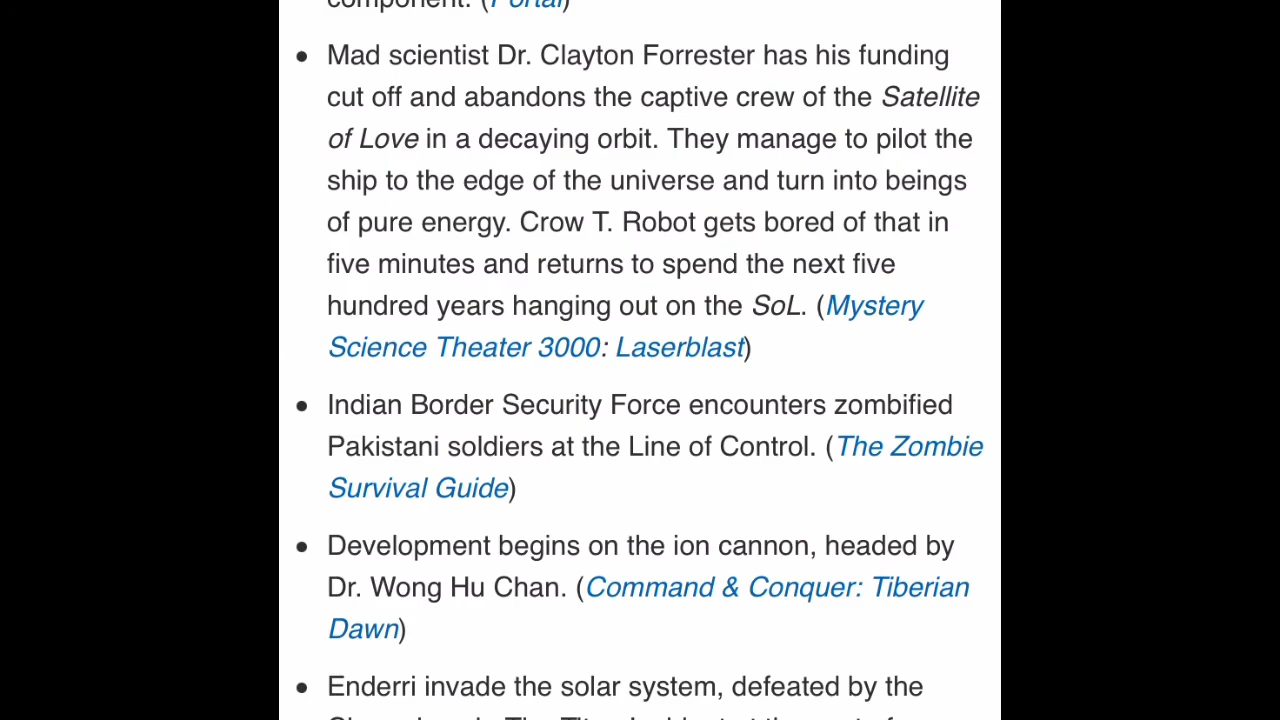 component. (Portal)
Mad scientist Dr. Clayton Forrester has his funding
cut off and abandons the captive crew of the Satellite
of Love in a decaying orbit. They manage to pilot the
ship to the edge of the universe and turn into beings
of pure energy. Crow T. Robot gets bored of that in
five minutes and returns to spend the next five
hundred years hanging out on the SoL. (Mystery
Science Theater 3000: Laserblast)
Indian Border Security Force encounters zombified
Pakistani soldiers at the Line of Control. (The Zombie
Survival Guide)
Development begins on the ion cannon, headed by
Dr. Wong Hu Chan. (Command & Conquer: Tiberian
Dawn)
Enderri invade the solar system, defeated by the